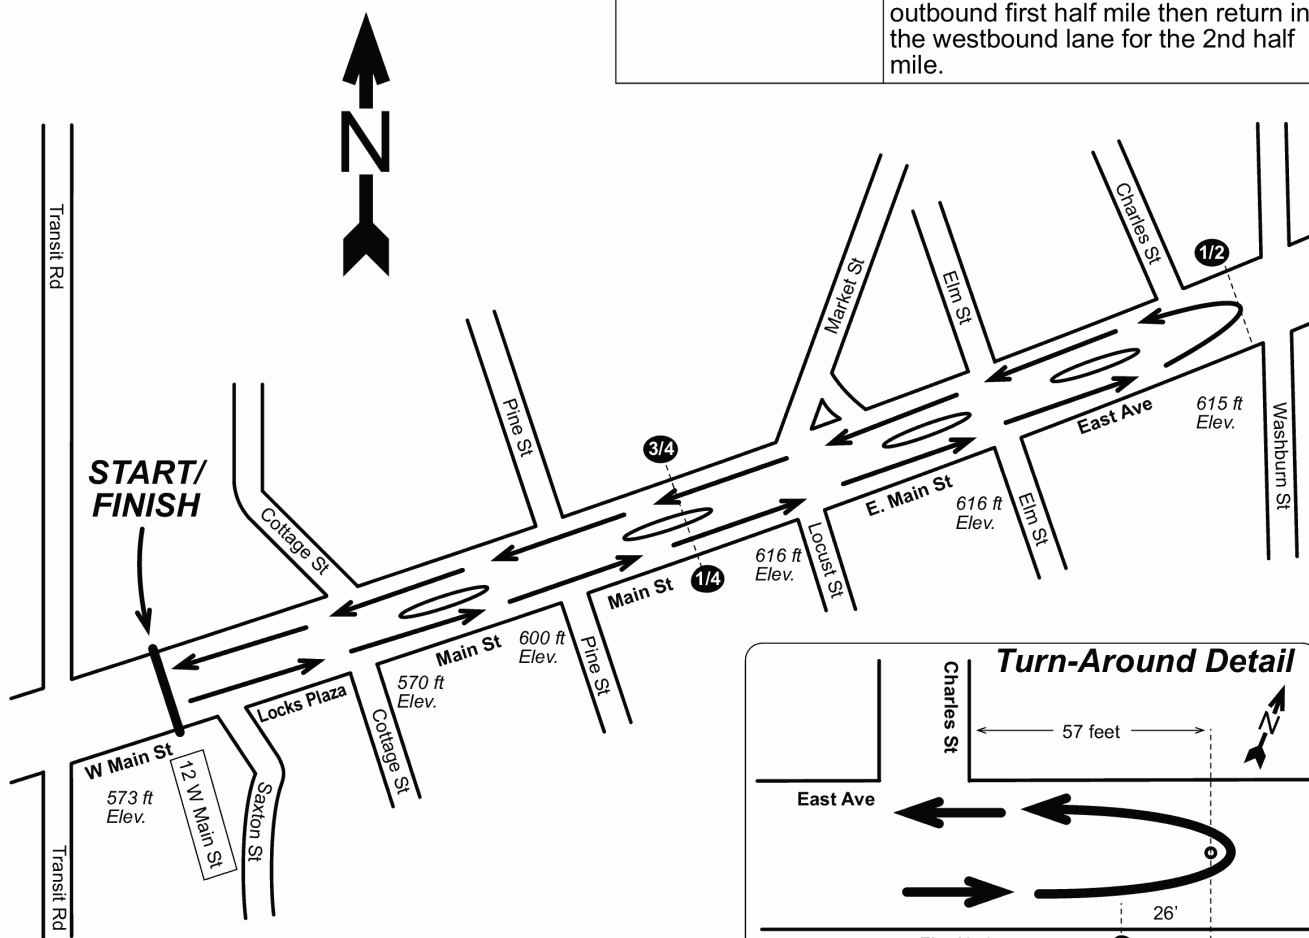 outbound first half mile then return in
the westbound lane for the 2nd half
mile.
N
Transit Rd
Charles St
1/2
Market St
Elm St
Pine St
3/4
615 ft
Elev.
East Ave
Washburn St
START/
FINISH
Cottage St
E. Main St
616 ft
Elev.
Elm St
616 ft
Elev.
Locust St
1/4
Main St
600 ft
Elev.
Pine St
Main St
570 ft
Elev.
Locks Plaza
Cottage St
W Main St
573 ft
Elev.
12 W Main St
Saxton St
Transit Rd
Turn-Around Detail
Charles St
57 feet
N
East Ave
26'